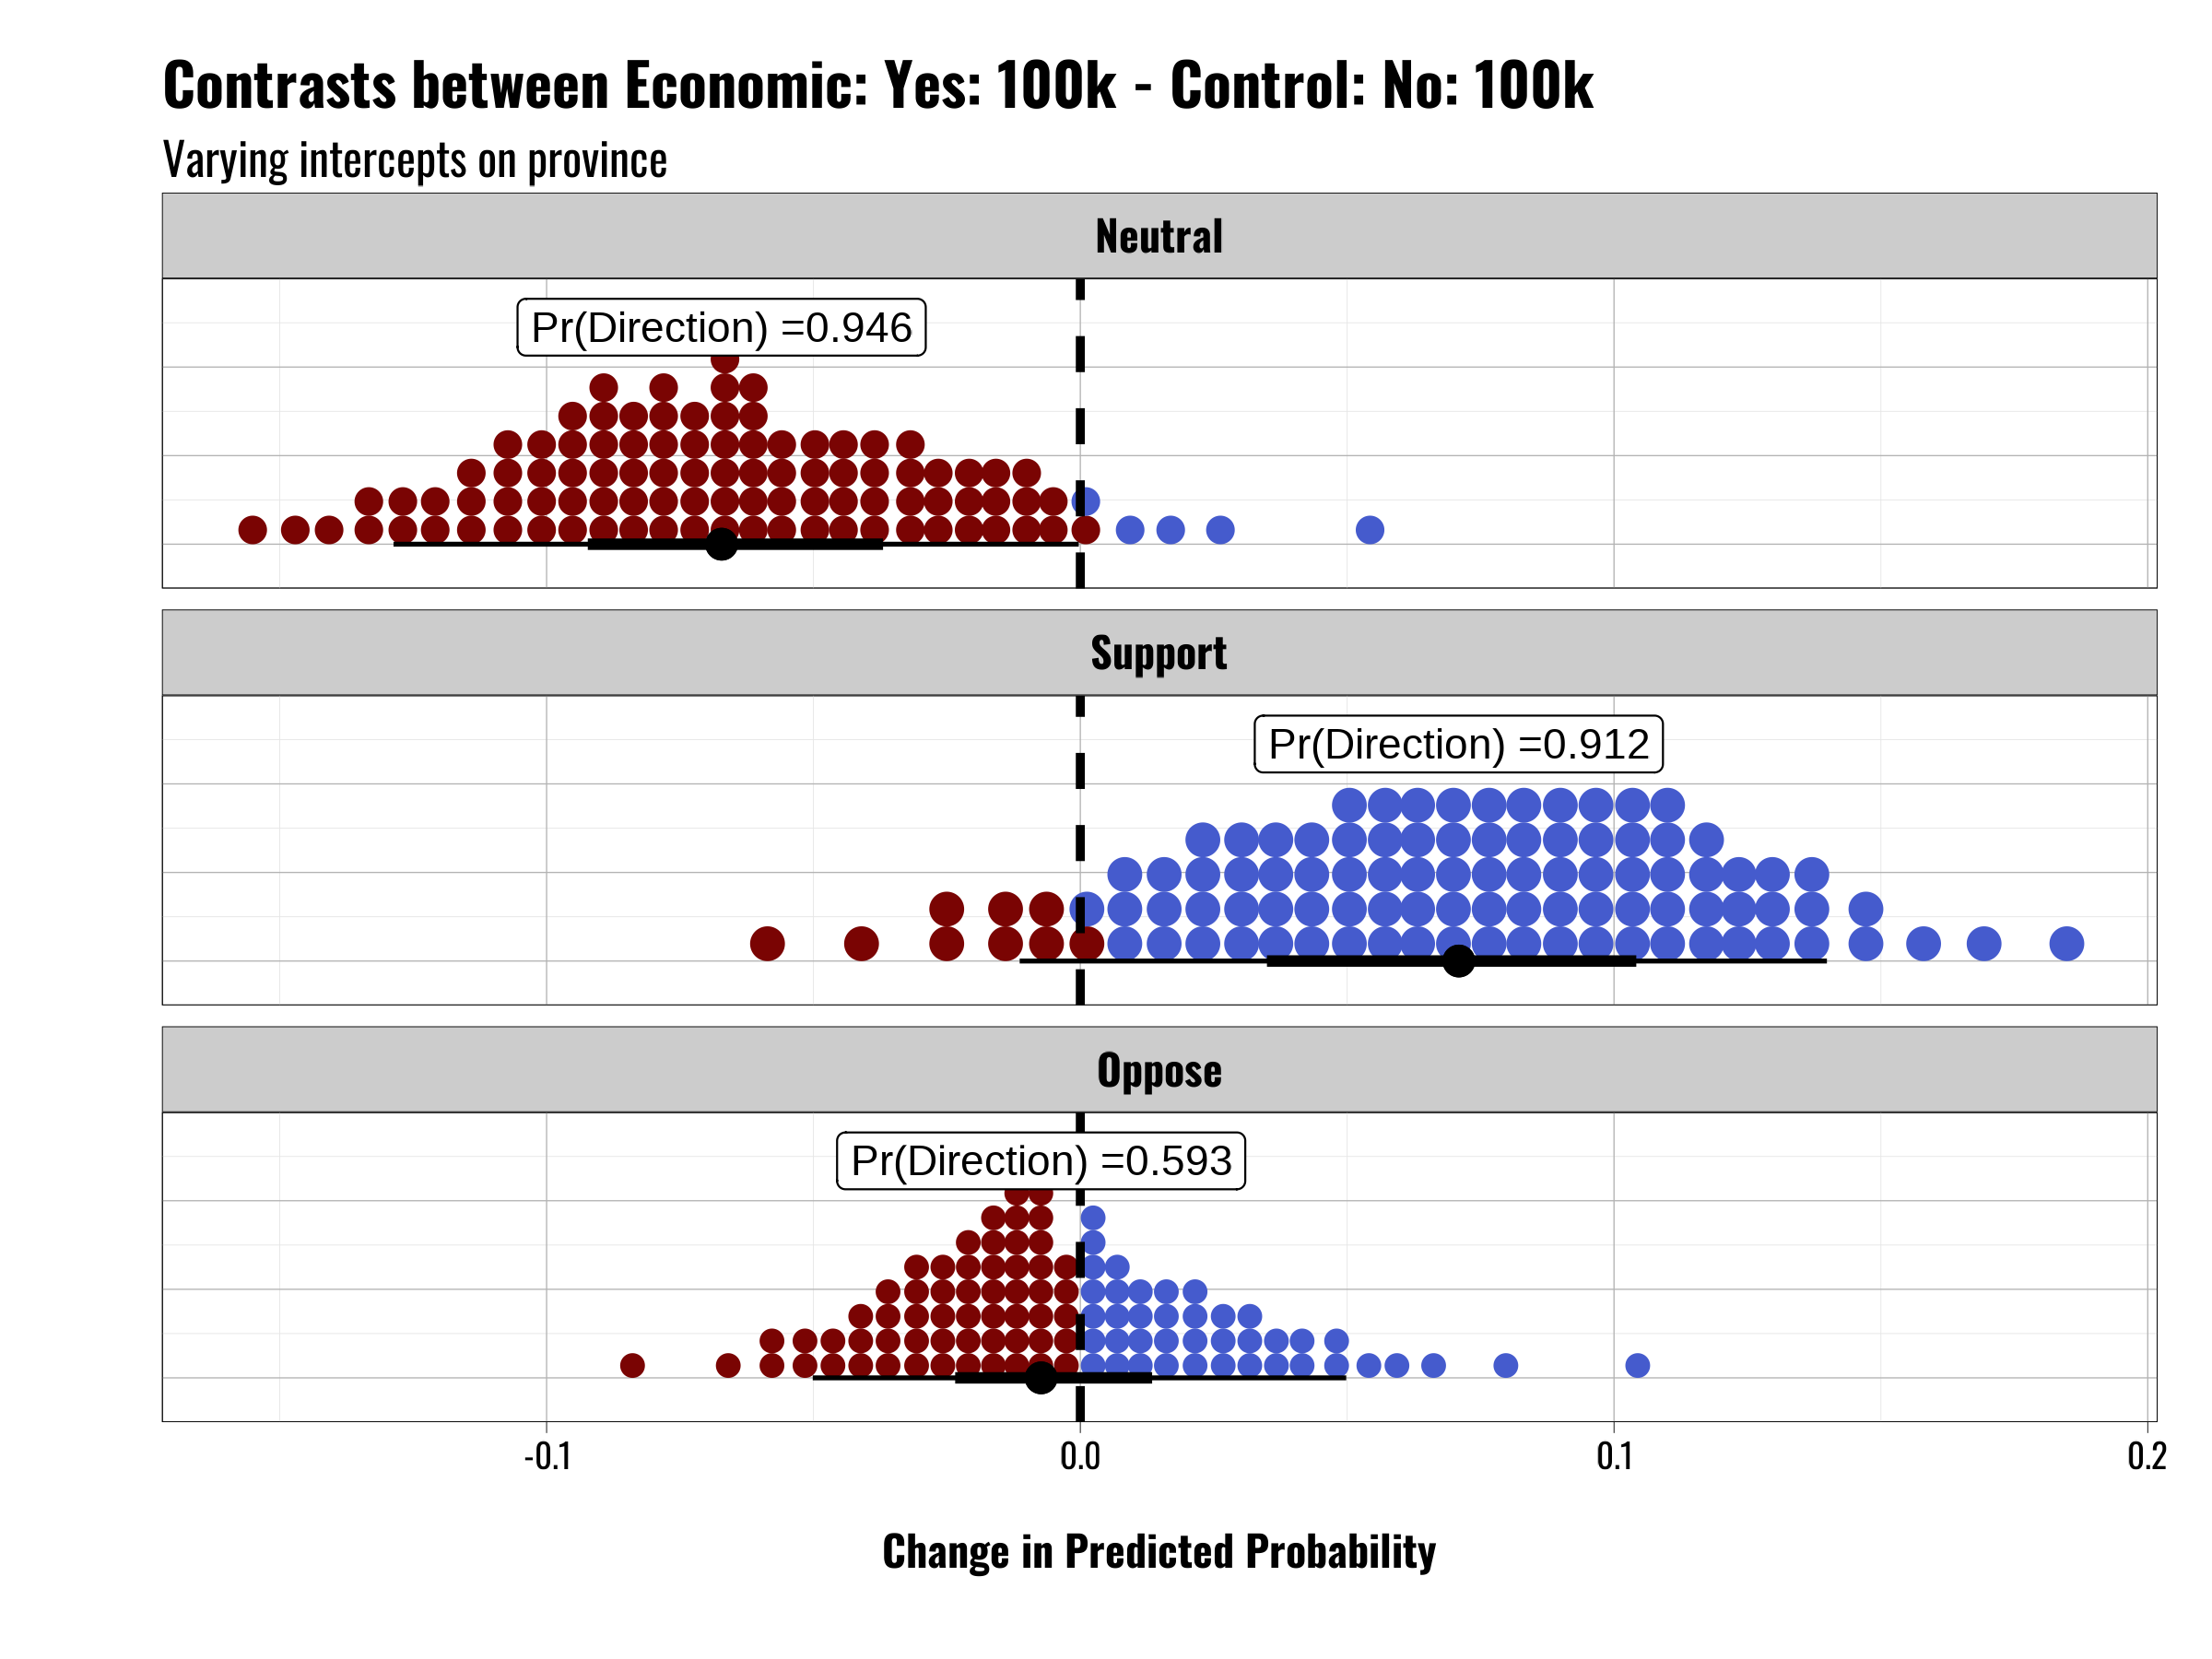 Contrasts between Economic: Yes: 100k - Control: No: 100k
Varying intercepts on province
Neutral
Pr(Direction) =0.946
Support
Pr(Direction) =0.912
Oppose
Pr(Direction) =0.593
-0.1 0.0 0.1 0.2
Change in Predicted Probability